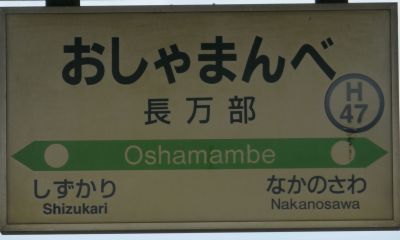 おしゃまんべ
長万部
H
47
Oshamambe
しずかり
Shizukari
なかのさわ
Nakanosawa